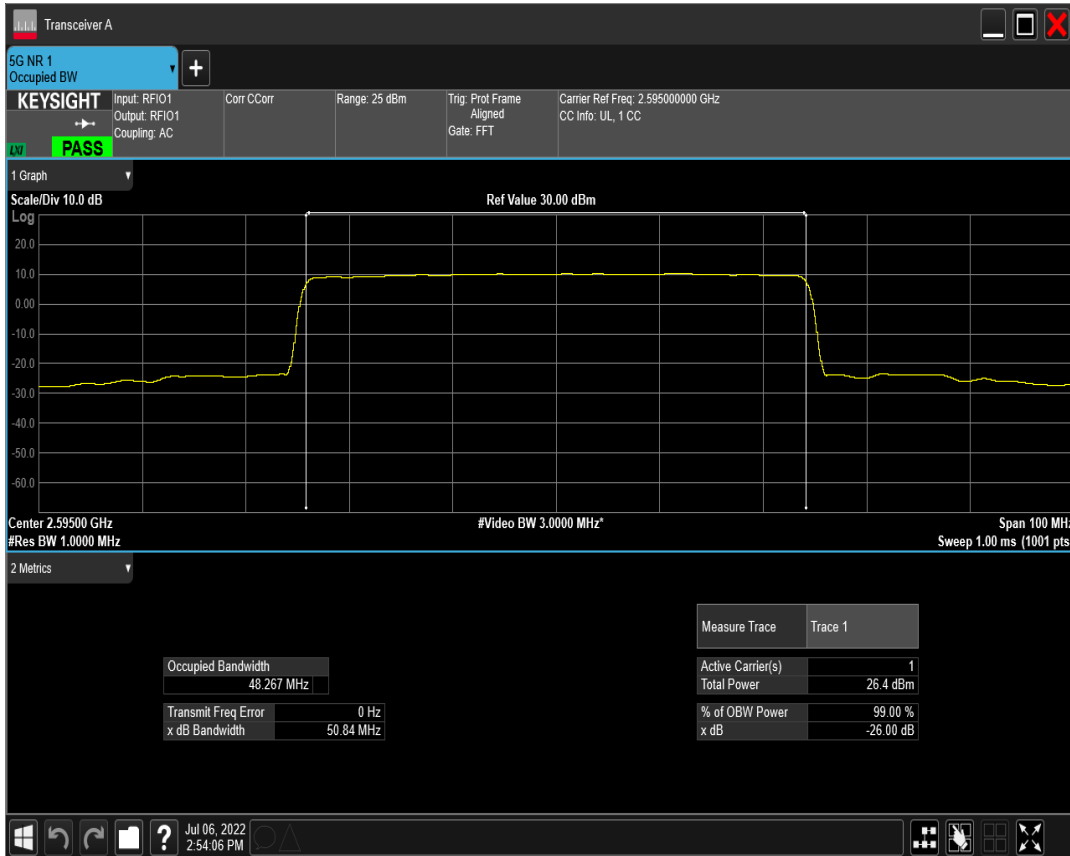 Transceiver A
5G NR 1
Occupied BW
KEYSIGHT
LXI
PASS
Input: RFIO1
Output: RFIO1
Coupling: AC
Corr CCorr
Range: 25 dBm
Trig: Prot Frame
Aligned
Gate: FFT
Carrier Ref Freq: 2.595000000 GHz
CC Info: UL, 1 CC
1 Graph
Scale/Div 10.0 dB
Ref Value 30.00 dBm
Log
20.0
10.0
0.00
-10.0
-20.0
-30.0
-40.0
-50.0
-60.0
Center 2.59500 GHz
#Video BW 3.0000 MHz*
Span 100 MHz
#Res BW 1.0000 MHz
Sweep 1.00 ms (1001 pts
2 Metrics
Measure Trace Trace 1
Occupied Bandwidth
48.267 MHz
Active Carrier(s) 1
Total Power 26.4 dBm
Transmit Freq Error 0 Hz
x dB Bandwidth 50.84 MHz
% of OBW Power 99.00 %
x dB -26.00 dB
?
Jul 06, 2022
2:54:06 PM